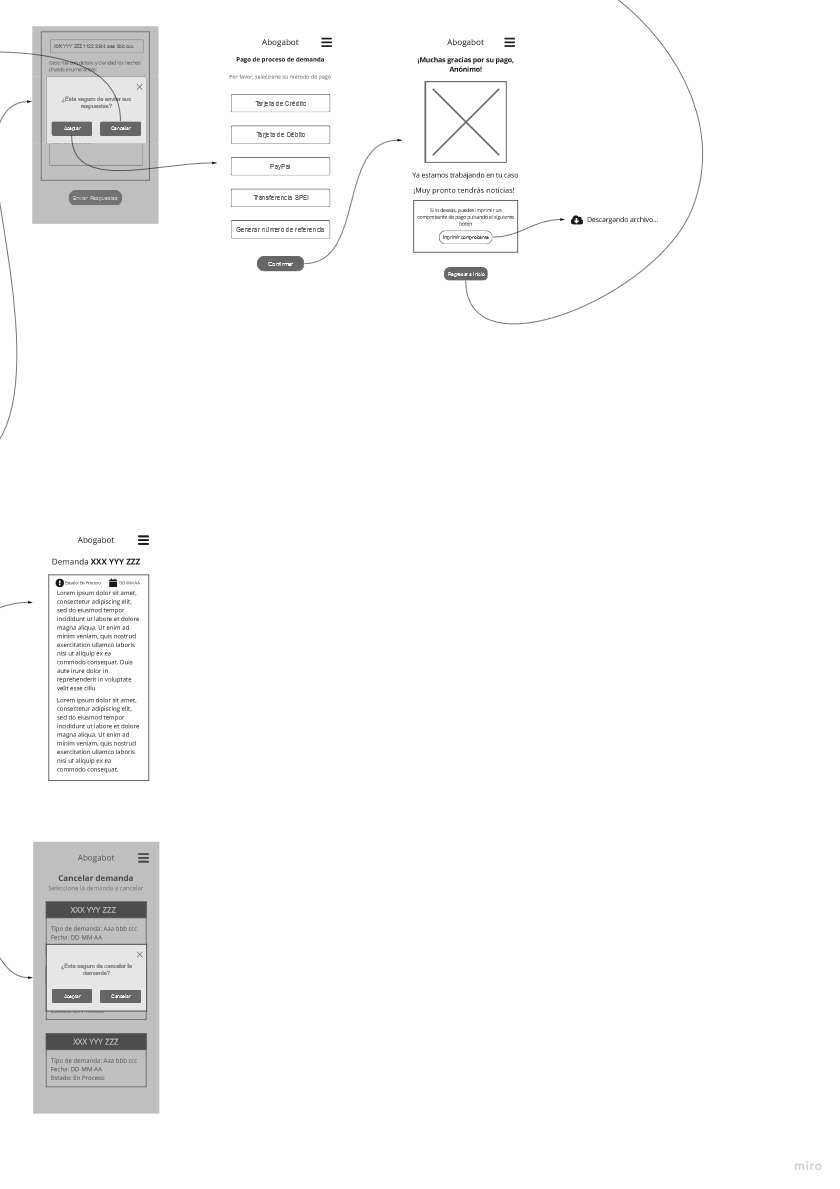 XXX YYY ZZZ 1122 3344 aaa bbb ccc
Describa con detalle y claridad los hechos
(Puede enumerarlos)
¿Esta seguro de enviar sus
respuestas?
Aceptar
Cancelar
Enviar Respuestas
Abogabot
Pago de proceso de demanda
Por favor, seleccione su método de pago
Tarjeta de Crédito
Tarjeta de Débito
PayPal
Transferencia SPEI
Generar número de referencia
Confirmar
Abogabot
¡Muchas gracias por su pago,
Anónimo!
Ya estamos trabajando en tu caso
¡Muy pronto tendrás noticias!
Si lo deseas, puedes imprimir un
comprobante de pago pulsando el siguiente
botón
Imprimir comprobante
Regresar a Inicio
Descargando archivo...
Abogabot
Demanda XXX YYY ZZZ
Estado: En Proceso
DD-MM-AA
Lorem ipsum dolor sit amet,
consectetur adipiscing elit,
sed do eiusmod tempor
incididunt ut labore et dolore
magna aliqua. Ut enim ad
minim veniam, quis nostrud
exercitation ullamco laboris
nisi ut aliquip ex ea
commodo consequat. Duis
aute irure dolor in
reprehenderit in voluptate
velit esse cillu
Lorem ipsum dolor sit amet,
consectetur adipiscing elit,
sed do eiusmod tempor
incididunt ut labore et dolore
magna aliqua. Ut enim ad
minim veniam, quis nostrud
exercitation ullamco laboris
nisi ut aliquip ex ea
commodo consequat.
Abogabot
Cancelar demanda
Seleccione la demanda a cancelar
XXX YYY ZZZ
Tipo de demanda: Aaa bbb ccc
Fecha: DD-MM-AA
¿Esta seguro de cancelar la
demanda?
Aceptar
Cancelar
Estado: En Proceso
XXX YYY ZZZ
Tipo de demanda: Aaa bbb ccc
Fecha: DD-MM-AA
Estado: En Proceso
miro